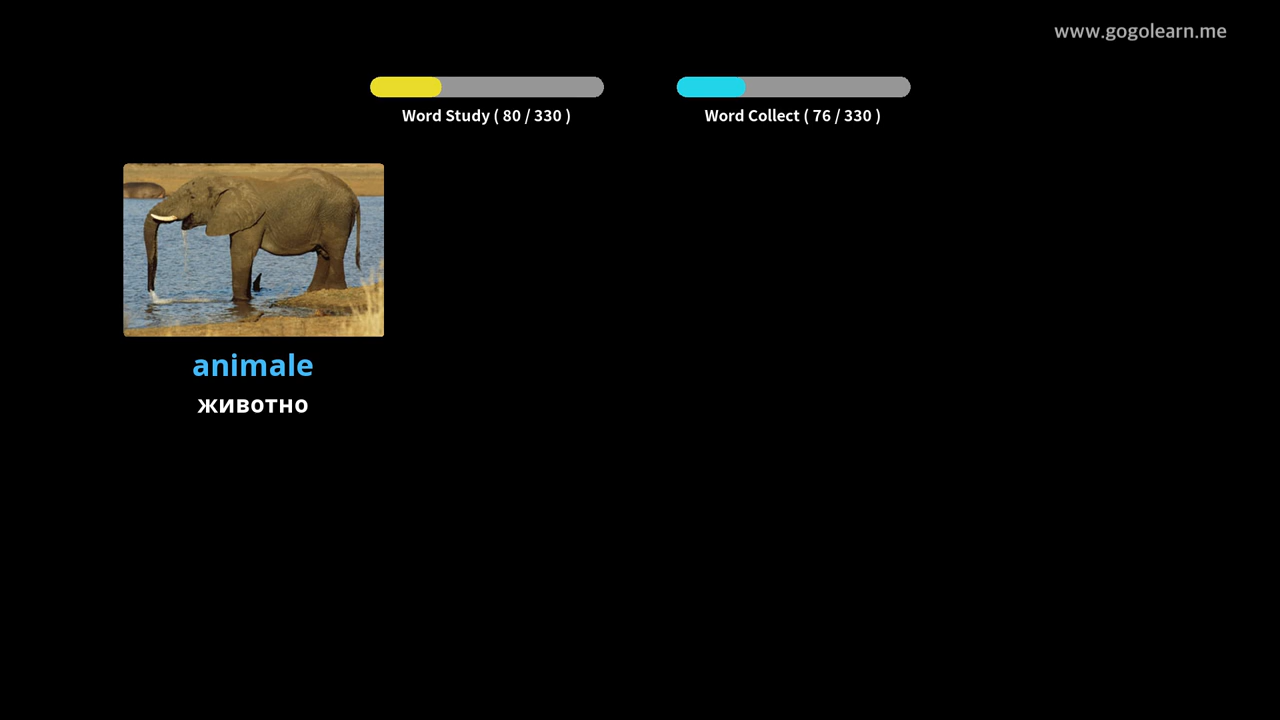 www.gogolearn.me
Word Study ( 80 / 330 )
Word Collect ( 76 / 330 )
animale
животно